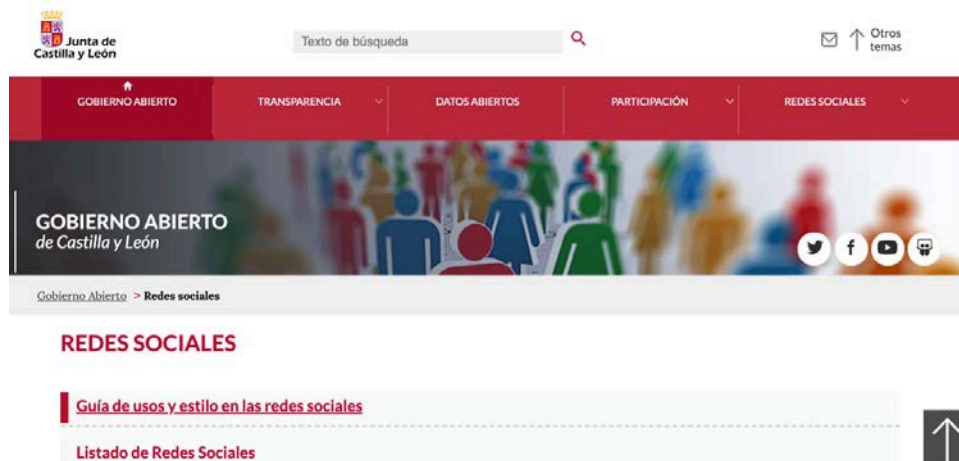 Junta de
Castilla y León
Texto de búsqueda
Otros
temas
GOBIERNO ABIERTO
TRANSPARENCIA
DATOS ABIERTOS
PARTICIPACIÓN
REDES SOCIALES
GOBIERNO ABIERTO
de Castilla y León
Gobierno Abierto > Redes sociales
REDES SOCIALES
Guía de usos y estilo en las redes sociales
Listado de Redes Sociales